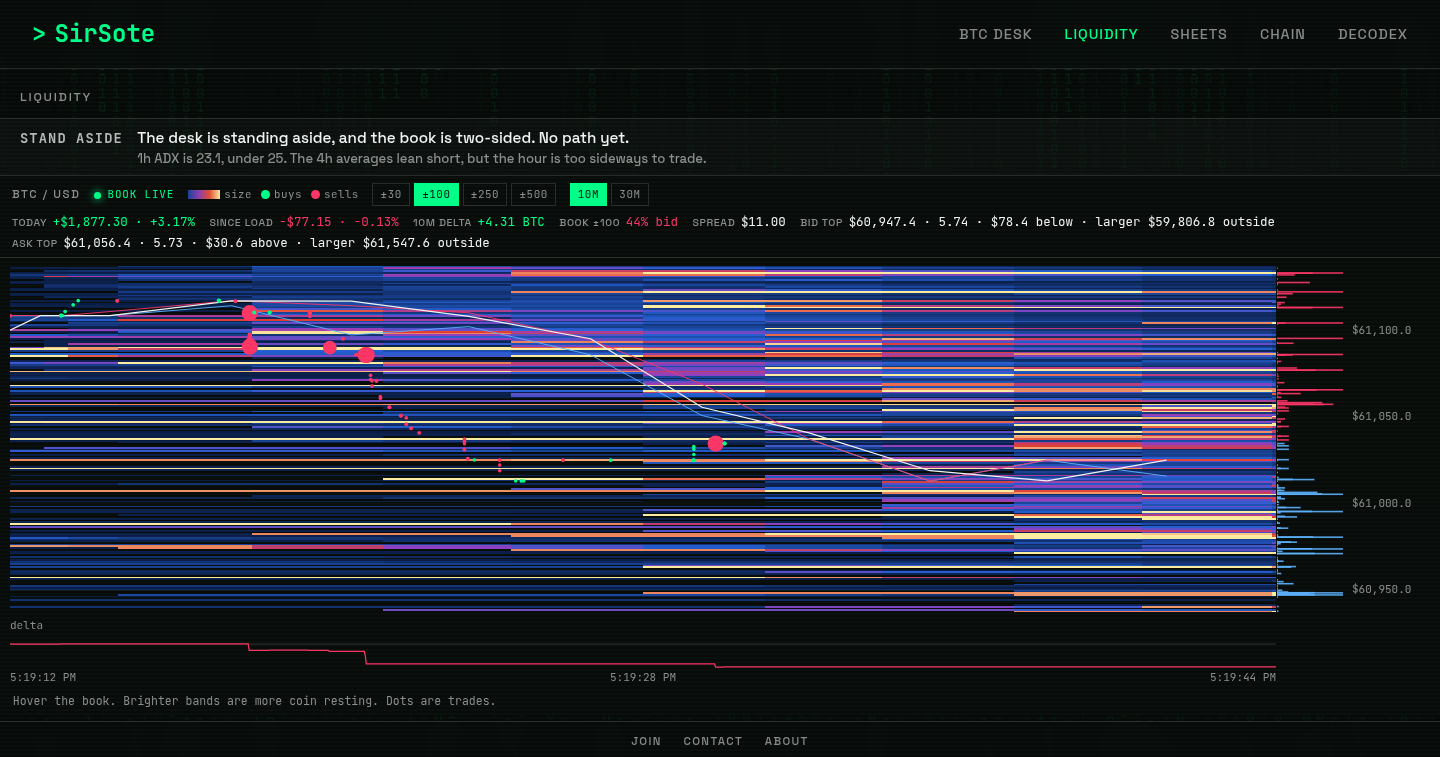 > SirSote
BTC DESK LIQUIDITY SHEETS CHAIN DECODEX
LIQUIDITY
STAND ASIDE The desk is standing aside, and the book is two-sided. No path yet.
1h ADX is 23.1, under 25. The 4h averages lean short, but the hour is too sideways to trade.
BTC / USD BOOK LIVE size buys sells ±30 ±100 ±250 ±500 10M 30M
TODAY +$1,877.30 · +3.17% SINCE LOAD -$77.15 · -0.13% 10M DELTA +4.31 BTC BOOK ±100 44% bid SPREAD $11.00 BID TOP $60,947.4 · 5.74 · $78.4 below · larger $59,806.8 outside
ASK TOP $61,056.4 · 5.73 · $30.6 above · larger $61,547.6 outside
$61,100.0
$61,050.0
$61,000.0
$60,950.0
delta
5:19:12 PM 5:19:28 PM 5:19:44 PM
Hover the book. Brighter bands are more coin resting. Dots are trades.
JOIN CONTACT ABOUT